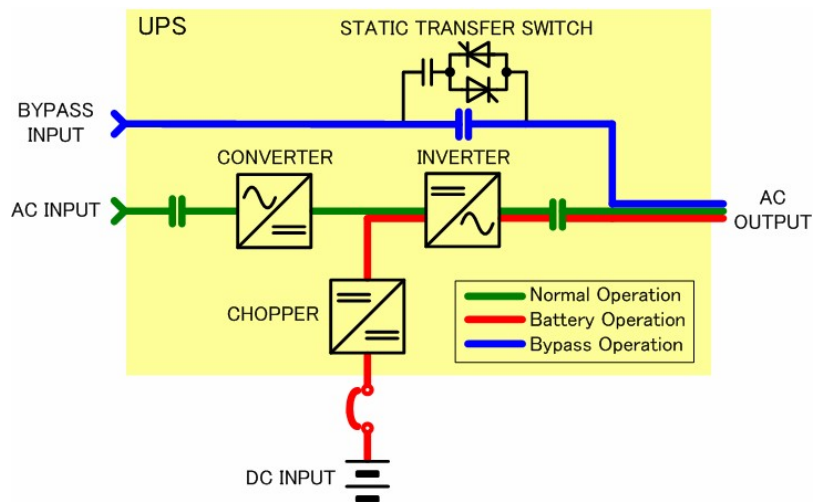 UPS
STATIC TRANSFER SWITCH
BYPASS
INPUT
CONVERTER
INVERTER
AC INPUT
AC
OUTPUT
CHOPPER
Normal Operation
Battery Operation
Bypass Operation
DC INPUT